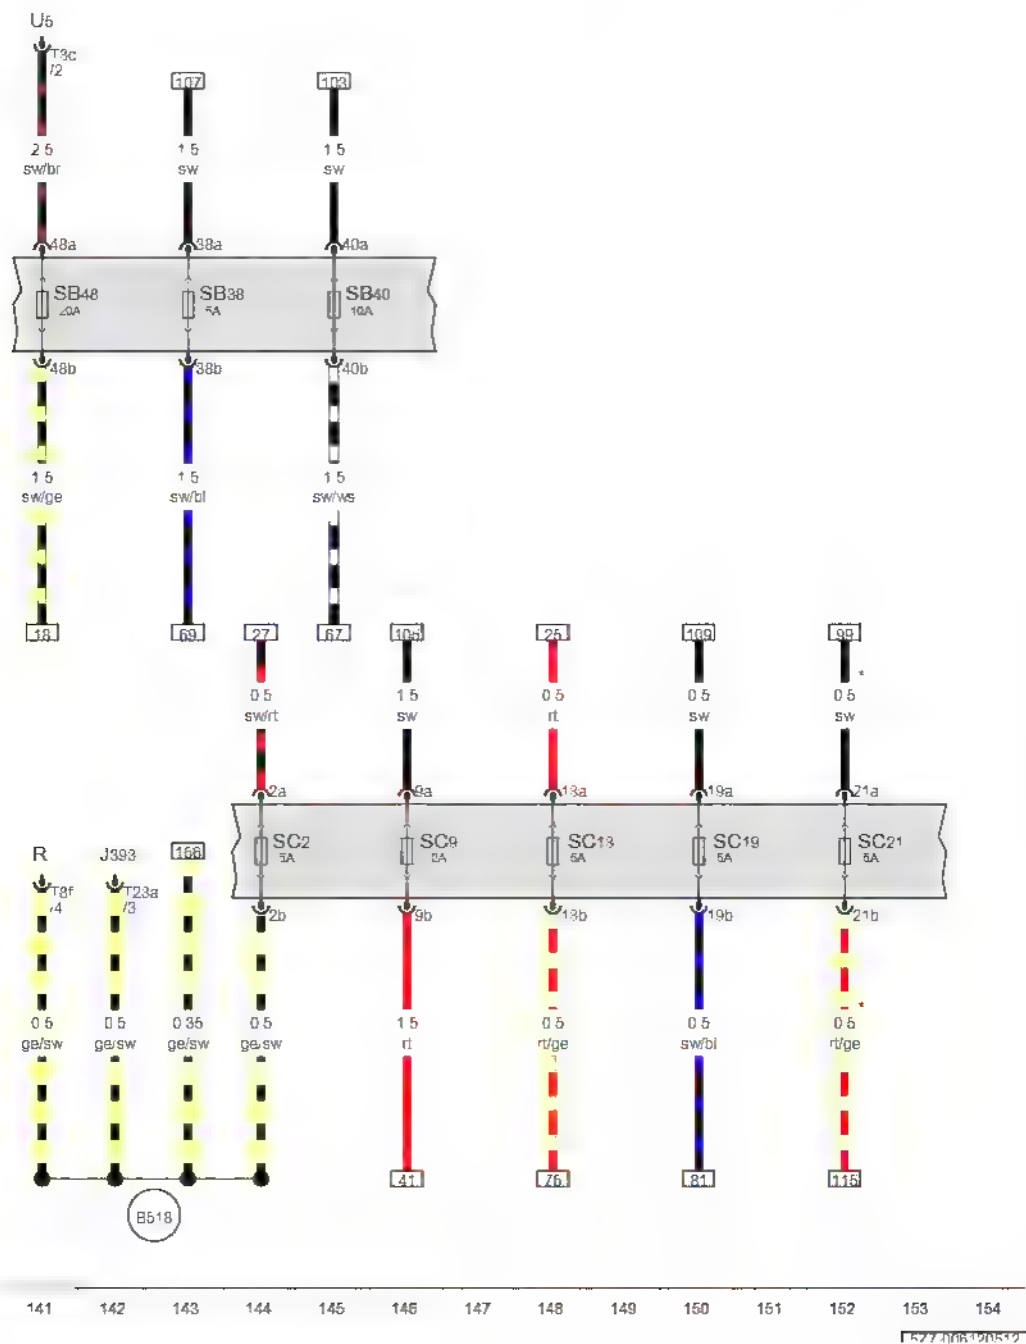 U5
T3c
/2
107
103
2 5
1 5
1 5
sw/br
sw
sw
48a
38a
40a
SB48
SB38
SB40
20A
5A
10A
48b
38b
40b
1 5
1 5
1 5
sw/ge
sw/bl
sw/ws
18
69
27
67
105
25
109
99
*
0 5
1 5
0 5
0 5
0 5
sw/rt
sw
rt
sw
sw
2a
9a
13a
19a
21a
SC2
SC9
SC13
SC19
SC21
5A
5A
5A
5A
R
J393
166
T8f
/4
T23a
/3
2b
9b
13b
19b
21b
*
0 5
0 5
0 35
0 5
1 5
0 5
0 5
0 5
ge/sw
ge/sw
ge/sw
ge/sw
rt
rt/ge
sw/bl
rt/ge
41
76
81
115
B518
141
142
143
144
145
146
147
148
149
150
151
152
153
154
577-006120512